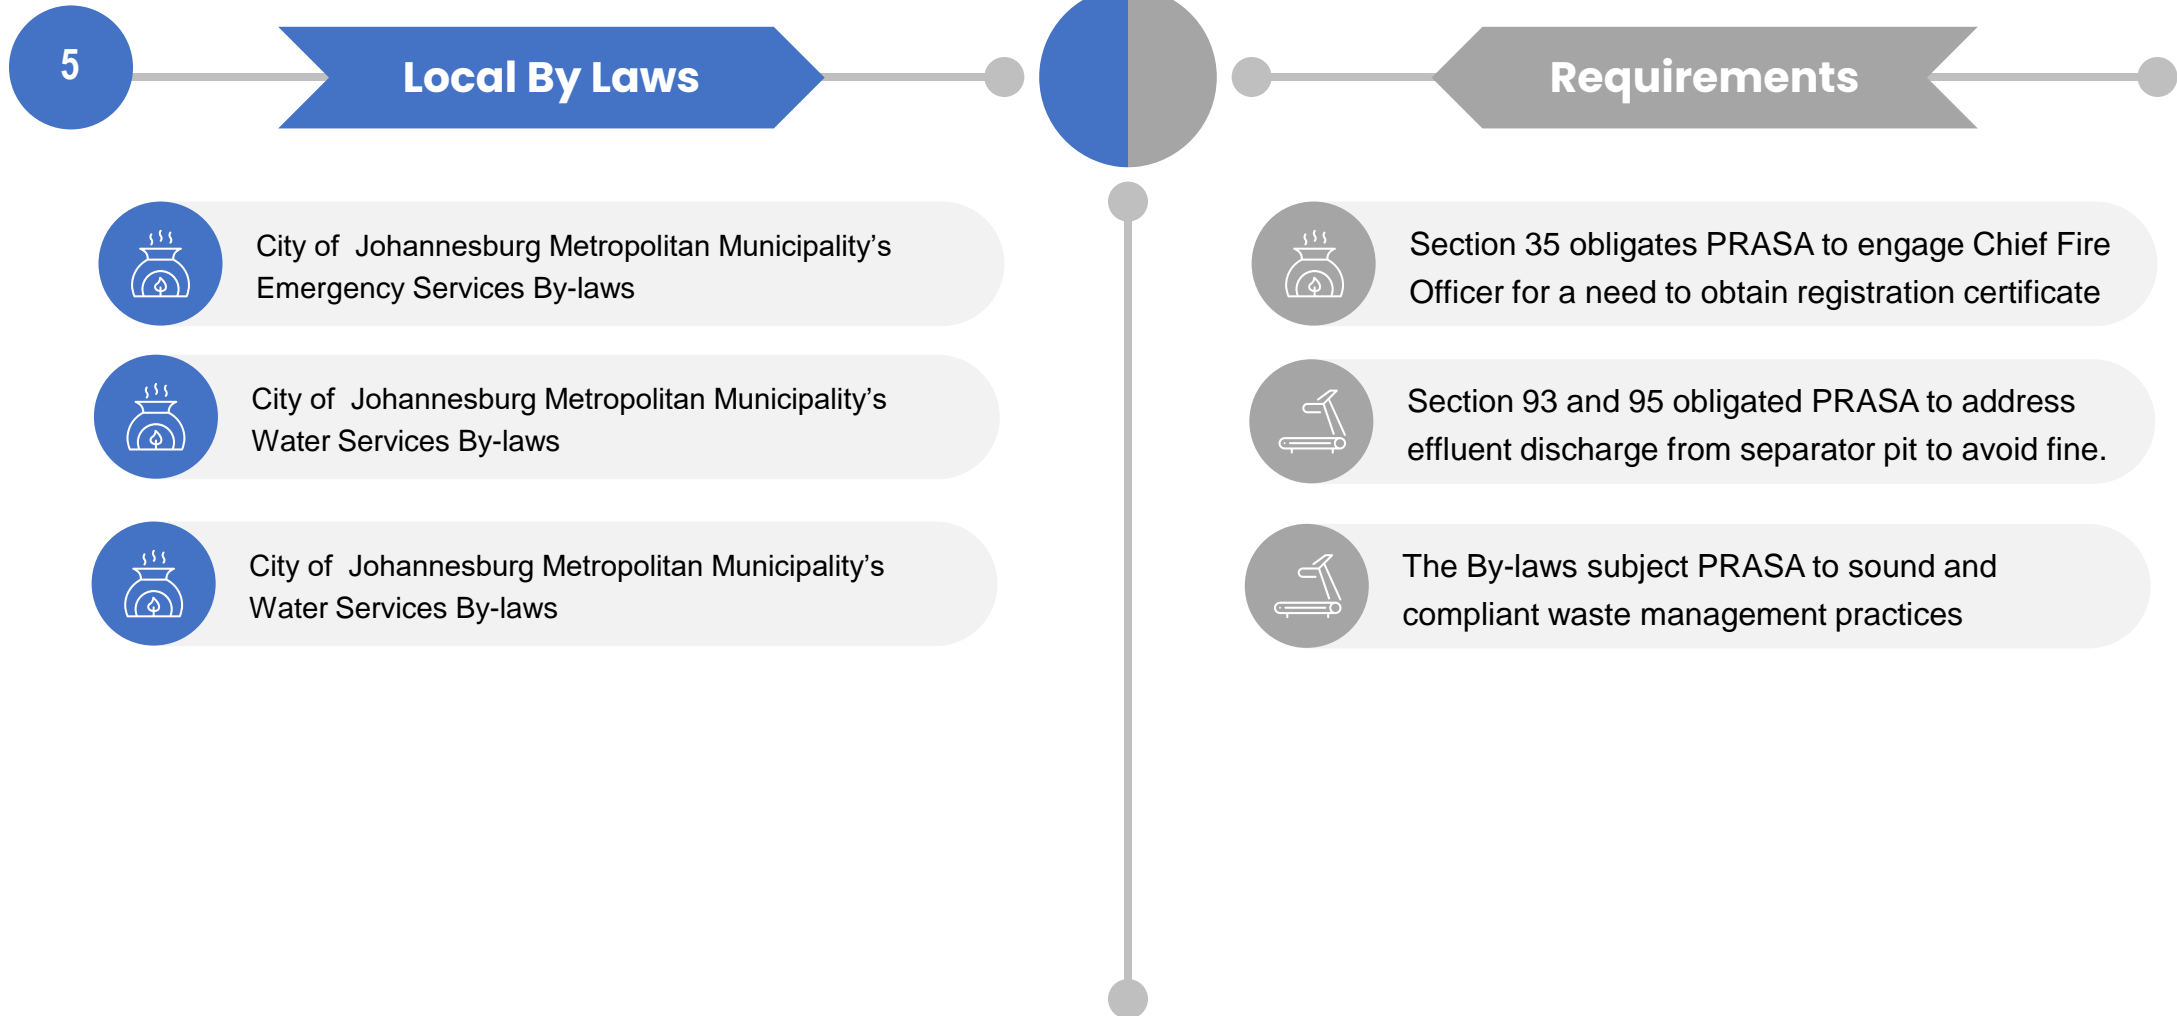 5
Local By Laws
Requirements
City of  Johannesburg Metropolitan Municipality’s
Emergency Services By-laws
Section 35 obligates PRASA to engage Chief Fire
Officer for a need to obtain registration certificate
City of  Johannesburg Metropolitan Municipality’s
Water Services By-laws
Section 93 and 95 obligated PRASA to address
effluent discharge from separator pit to avoid fine.
City of  Johannesburg Metropolitan Municipality’s
Water Services By-laws
The By-laws subject PRASA to sound and
compliant waste management practices